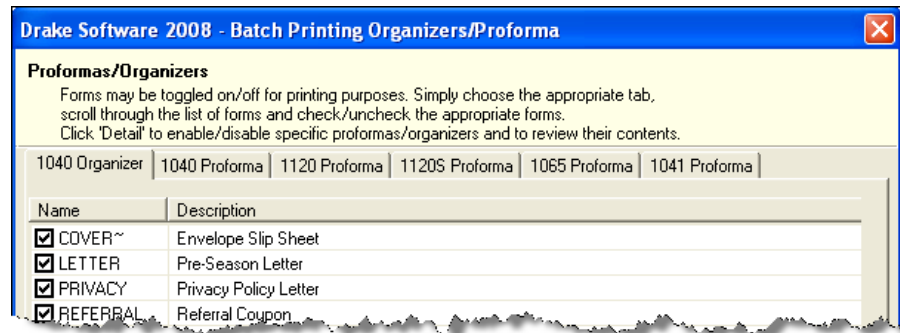 Drake Software 2008 - Batch Printing Organizers/Proforma
Proformas/Organizers
Forms may be toggled on/off for printing purposes. Simply choose the appropriate tab,
scroll through the list of forms and check/uncheck the appropriate forms.
Click 'Detail' to enable/disable specific proformas/organizers and to review their contents.
1040 Organizer 1040 Proforma 1120 Proforma 1120S Proforma 1065 Proforma 1041 Proforma
Name Description
COVER~ Envelope Slip Sheet
LETTER Pre-Season Letter
PRIVACY Privacy Policy Letter
REFERRAL Referral Coupon